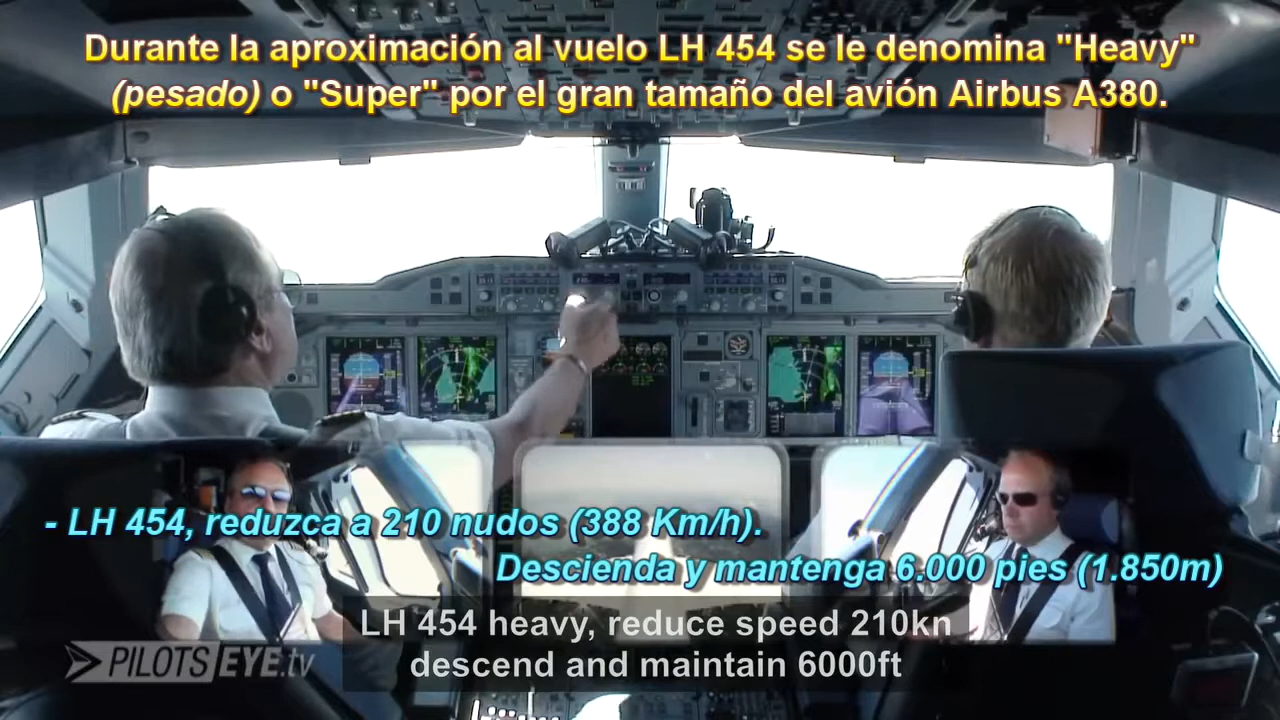 Durante la aproximación al vuelo LH 454 se le denomina "Heavy"
(pesado) o "Super" por el gran tamaño del avión Airbus A380.
- LH 454, reduzca a 210 nudos (388 Km/h).
Descienda y mantenga 6.000 pies (1.850m)
LH 454 heavy, reduce speed 210kn
descend and maintain 6000ft
PILOTSEYE.tv